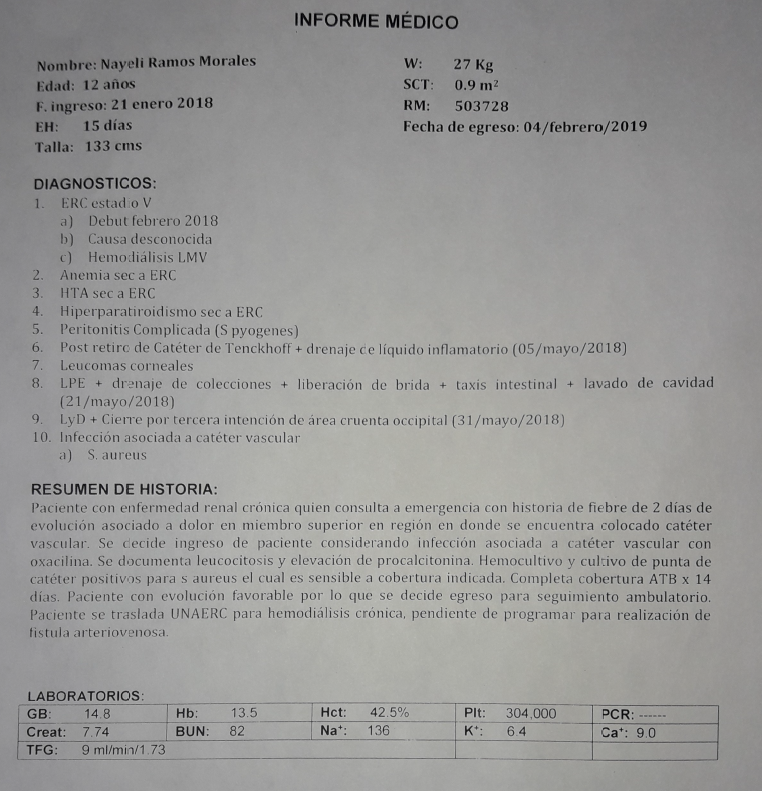 INFORME MÉDICO
Nombre: Nayeli Ramos Morales
W: 27 Kg
Edad: 12 años
SCT: 0.9 m²
F. ingreso: 21 enero 2018
RM: 503728
EH: 15 días
Fecha de egreso: 04/febrero/2019
Talla: 133 cms
DIAGNOSTICOS:
1. ERC estadio V
a) Debut febrero 2018
b) Causa desconocida
c) Hemodiálisis LMV
2. Anemia sec a ERC
3. HTA sec a ERC
4. Hiperparatiroidismo sec a ERC
5. Peritonitis Complicada (S pyogenes)
6. Post retiro de Catéter de Tenckhoff + drenaje de líquido inflamatorio (05/mayo/2018)
7. Leucomas corneales
8. LPE + drenaje de colecciones + liberación de brida + taxis intestinal + lavado de cavidad
(21/mayo/2018)
9. LyD + Cierre por tercera intención de área cruenta occipital (31/mayo/2018)
10. Infección asociada a catéter vascular
a) S. aureus
RESUMEN DE HISTORIA:
Paciente con enfermedad renal crónica quien consulta a emergencia con historia de fiebre de 2 días de
evolución asociado a dolor en miembro superior en región en donde se encuentra colocado catéter
vascular. Se decide ingreso de paciente considerando infección asociada a catéter vascular con
oxacilina. Se documenta leucocitosis y elevación de procalcitonina. Hemocultivo y cultivo de punta de
catéter positivos para s aureus el cual es sensible a cobertura indicada. Completa cobertura ATB x 14
días. Paciente con evolución favorable por lo que se decide egreso para seguimiento ambulatorio.
Paciente se traslada UNAERC para hemodiálisis crónica, pendiente de programar para realización de
fistula arteriovenosa.
LABORATORIOS:
GB: 14.8 Hb: 13.5 Hct: 42.5% Plt: 304,000 PCR: ------
Creat: 7.74 BUN: 82 Na⁺: 136 K⁺: 6.4 Ca⁺: 9.0
TFG: 9 ml/min/1.73